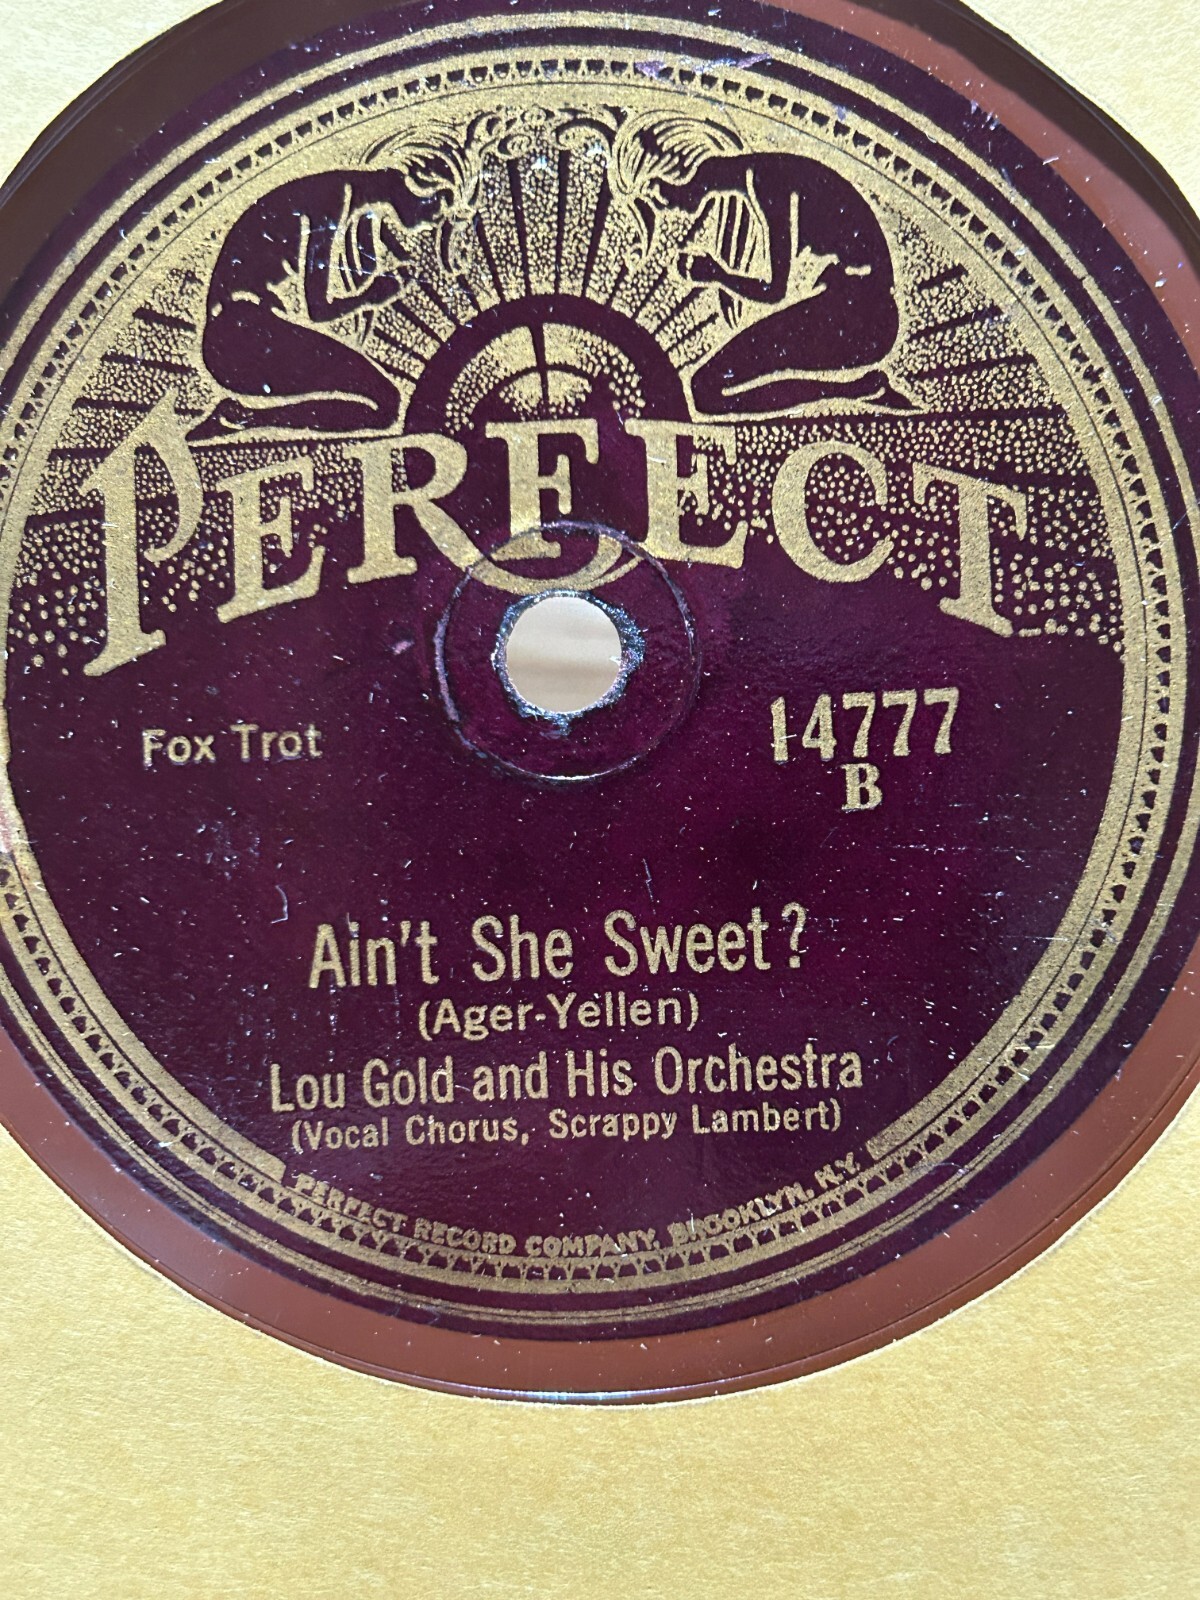 PERFECT
Fox Trot
14777
B
Ain't She Sweet?
(Ager-Yellen)
Lou Gold and His Orchestra
(Vocal Chorus, Scrappy Lambert)
PERFECT RECORD COMPANY, BROOKLYN, N.Y.